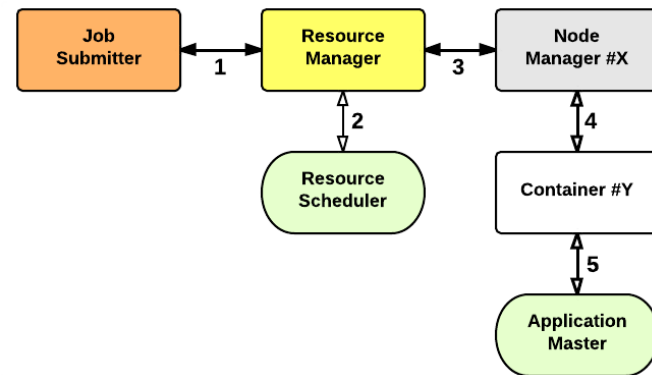 Job
Submitter
1
Resource
Manager
3
Node
Manager #X
2
4
Resource
Scheduler
Container #Y
5
Application
Master